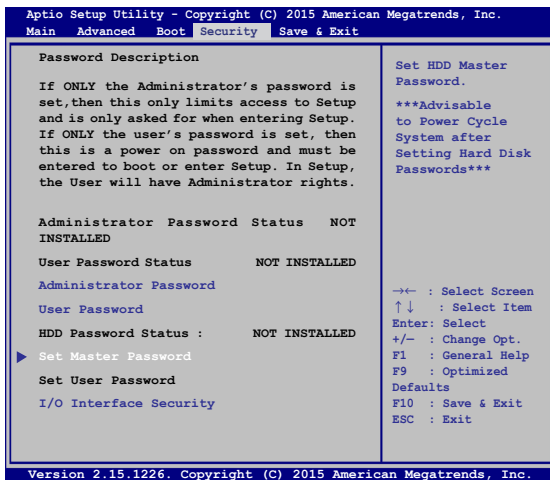 Aptio Setup Utility - Copyright (C) 2015 American Megatrends, Inc.
Main Advanced Boot Security Save & Exit
Password Description
If ONLY the Administrator's password is
set,then this only limits access to Setup
and is only asked for when entering Setup.
If ONLY the user's password is set, then
this is a power on password and must be
entered to boot or enter Setup. In Setup,
the User will have Administrator rights.
Administrator Password Status NOT
INSTALLED
User Password Status NOT INSTALLED
Administrator Password
User Password
HDD Password Status : NOT INSTALLED
Set Master Password
Set User Password
I/O Interface Security
Set HDD Master
Password.
***Advisable
to Power Cycle
System after
Setting Hard Disk
Passwords***
→← : Select Screen
↑↓ : Select Item
Enter: Select
+/— : Change Opt.
F1 : General Help
F9 : Optimized
Defaults
F10 : Save & Exit
ESC : Exit
Version 2.15.1226. Copyright (C) 2015 American Megatrends, Inc.